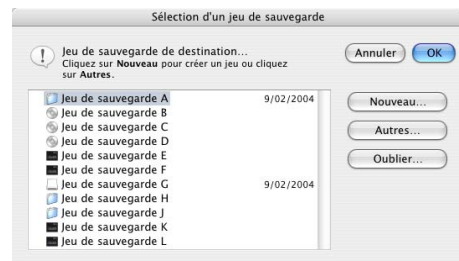 Sélection d'un jeu de sauvegarde
Jeu de sauvegarde de destination...
Cliquez sur Nouveau pour créer un jeu ou cliquez
sur Autres.
Annuler
OK
Jeu de sauvegarde A 9/02/2004
Jeu de sauvegarde B
Jeu de sauvegarde C
Jeu de sauvegarde D
Jeu de sauvegarde E
Jeu de sauvegarde F
Jeu de sauvegarde G 9/02/2004
Jeu de sauvegarde H
Jeu de sauvegarde J
Jeu de sauvegarde K
Jeu de sauvegarde L
Nouveau...
Autres...
Oublier...